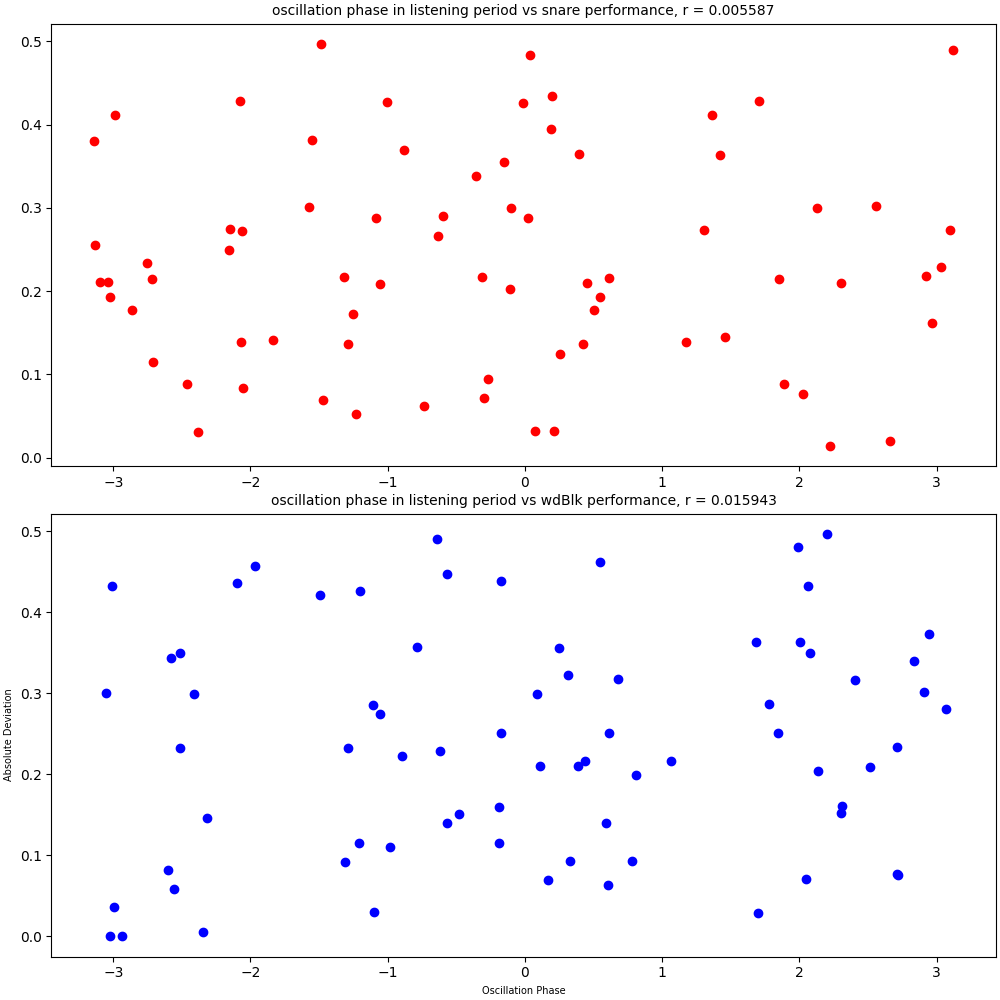 oscillation phase in listening period vs snare performance, r = 0.005587
0.5
0.4
0.3
0.2
0.1
0.0
−3 −2 −1 0 1 2 3
oscillation phase in listening period vs wdBlk performance, r = 0.015943
Absolute Deviation
0.5
0.4
0.3
0.2
0.1
0.0
−3 −2 −1 0 1 2 3
Oscillation Phase